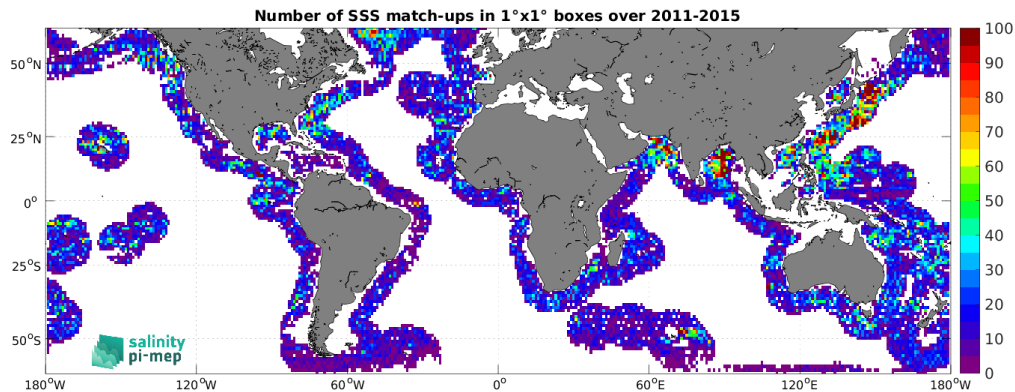 Number of SSS match-ups in 1°x1° boxes over 2011-2015
50°N
25°N
0°
25°S
50°S
180°W
120°W
60°W
0°
60°E
120°E
180°W
100
90
80
70
60
50
40
30
20
10
0
salinity
pi-mep